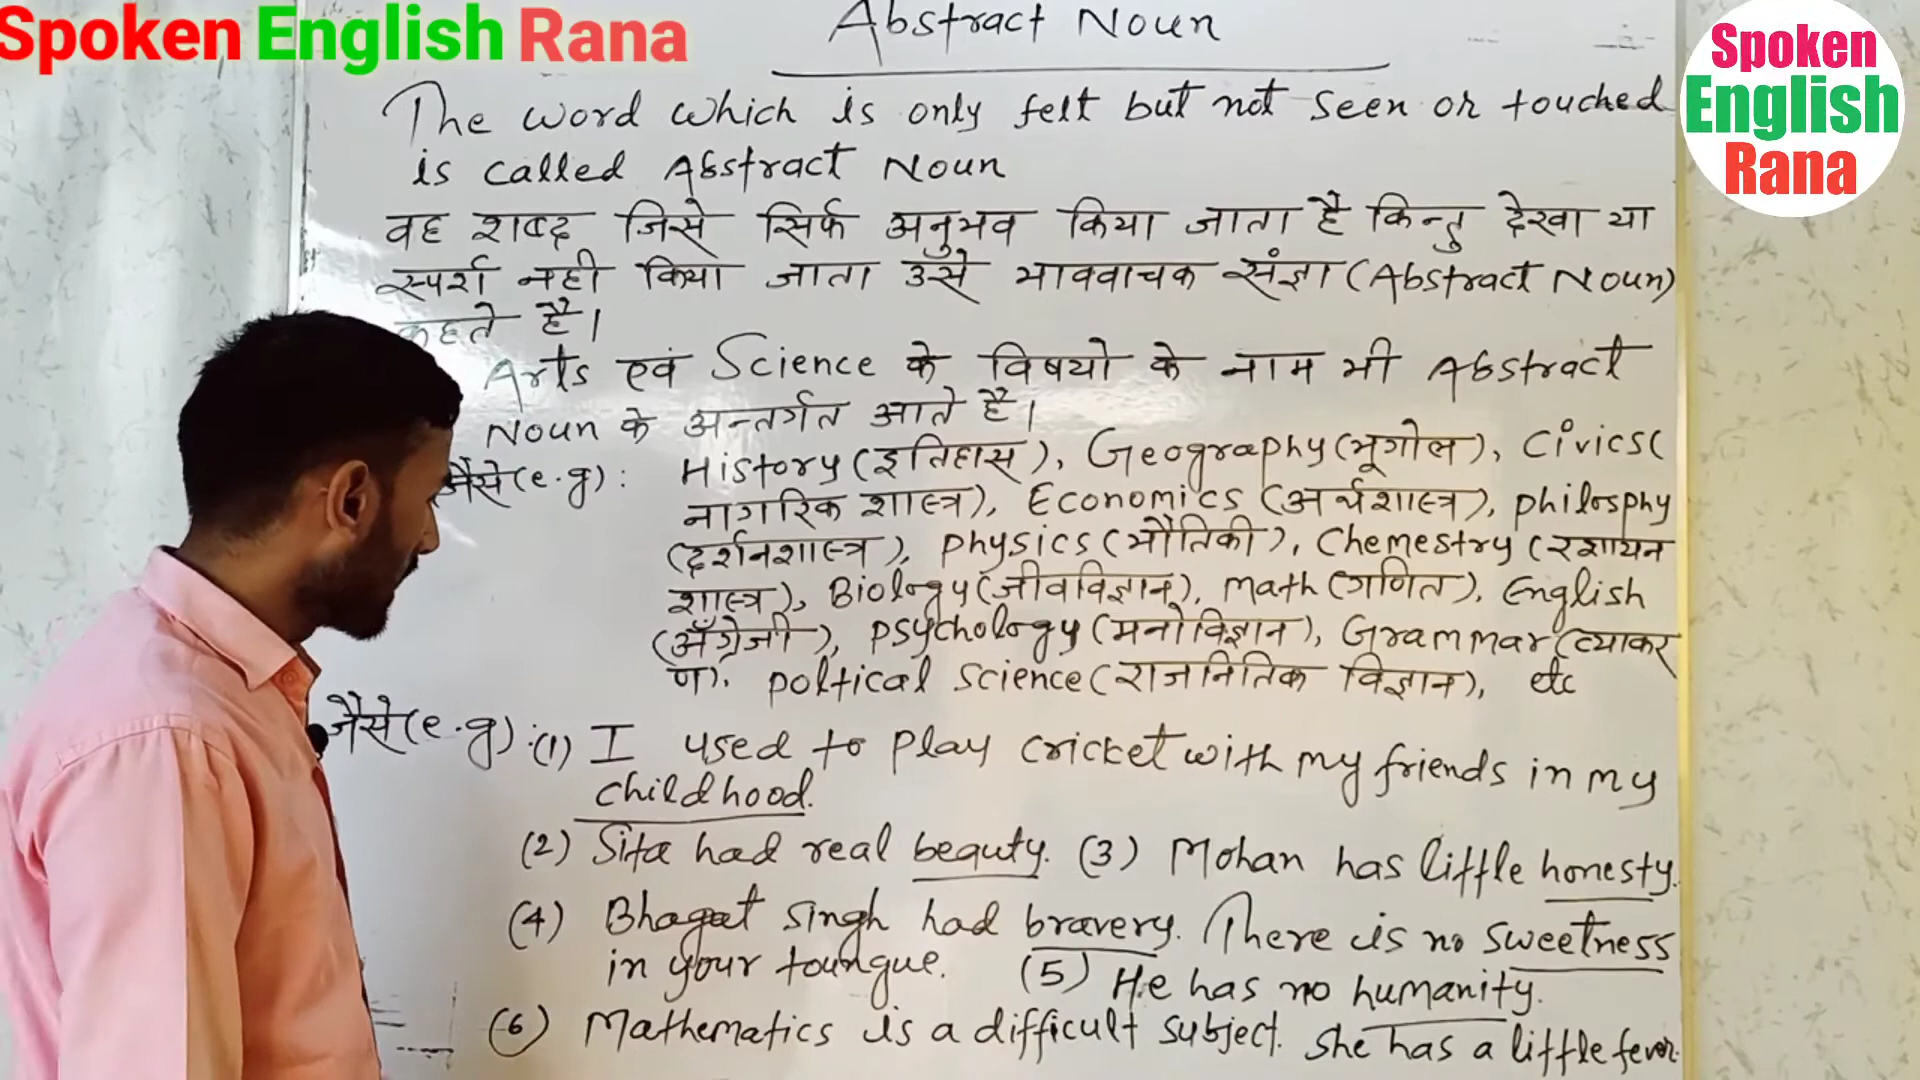 Spoken English Rana
Spoken
English
Rana
Abstract Noun
The word which is only felt but not seen or touched
is called Abstract Noun
वह शब्द जिसे सिर्फ अनुभव किया जाता है किन्तु देखा या
स्पर्श नही किया जाता उसे भाववाचक संज्ञा (Abstract Noun)
कहते है।
Arts एवं Science के विषयो के नाम भी Abstract
Noun के अन्तर्गत आते है।
जैसे (e.g) : History (इतिहास), Geography (भूगोल), Civics (
नागरिक शास्त्र), Economics (अर्थशास्त्र), philosphy
(दर्शनशास्त्र), physics (भौतिकी), Chemestry (रशायन
शास्त्र), Biology (जीवविज्ञान), Math (गणित), English
(अँग्रेजी), psychology (मनोविज्ञान), Grammar (व्याकर
ण), poltical science (राजनितिक विज्ञान), etc
जैसे (e.g) : (1) I used to play cricket with my friends in my
childhood.
(2) Sita had real beauty. (3) Mohan has little honesty.
(4) Bhagat singh had bravery. There is no sweetness
in your toungue. (5) He has no humanity.
(6) Mathematics is a difficult subject. She has a little fever.